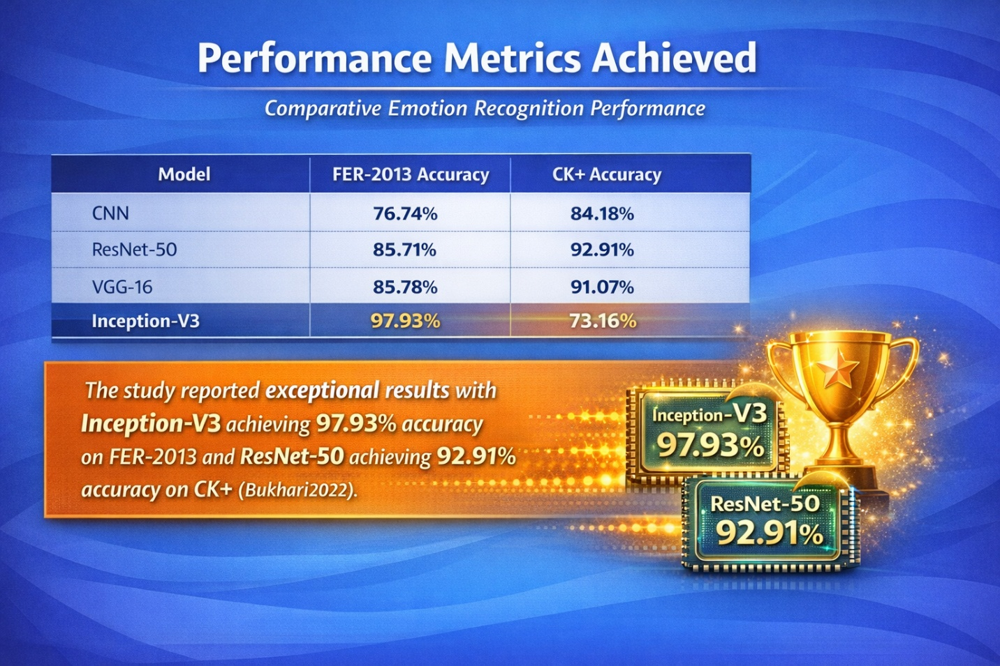 Performance Metrics Achieved
Comparative Emotion Recognition Performance
Model FER-2013 Accuracy CK+ Accuracy
CNN 76.74% 84.18%
ResNet-50 85.71% 92.91%
VGG-16 85.78% 91.07%
Inception-V3 97.93% 73.16%
The study reported exceptional results with
Inception-V3 achieving 97.93% accuracy
on FER-2013 and ResNet-50 achieving 92.91%
accuracy on CK+ (Bukhari2022).
Inception-V3
97.93%
ResNet-50
92.91%